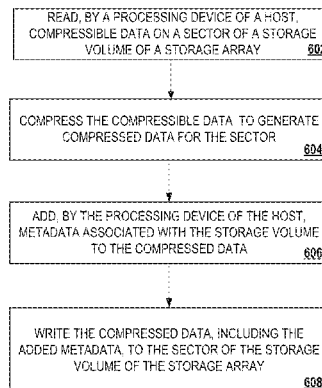 READ, BY A PROCESSING DEVICE OF A HOST,
COMPRESSIBLE DATA ON A SECTOR OF A STORAGE
VOLUME OF A STORAGE ARRAY
602
COMPRESS THE COMPRESSIBLE DATA TO GENERATE
COMPRESSED DATA FOR THE SECTOR
604
ADD, BY THE PROCESSING DEVICE OF THE HOST,
METADATA ASSOCIATED WITH THE STORAGE VOLUME
TO THE COMPRESSED DATA
606
WRITE THE COMPRESSED DATA, INCLUDING THE
ADDED METADATA, TO THE SECTOR OF THE STORAGE
VOLUME OF THE STORAGE ARRAY
608